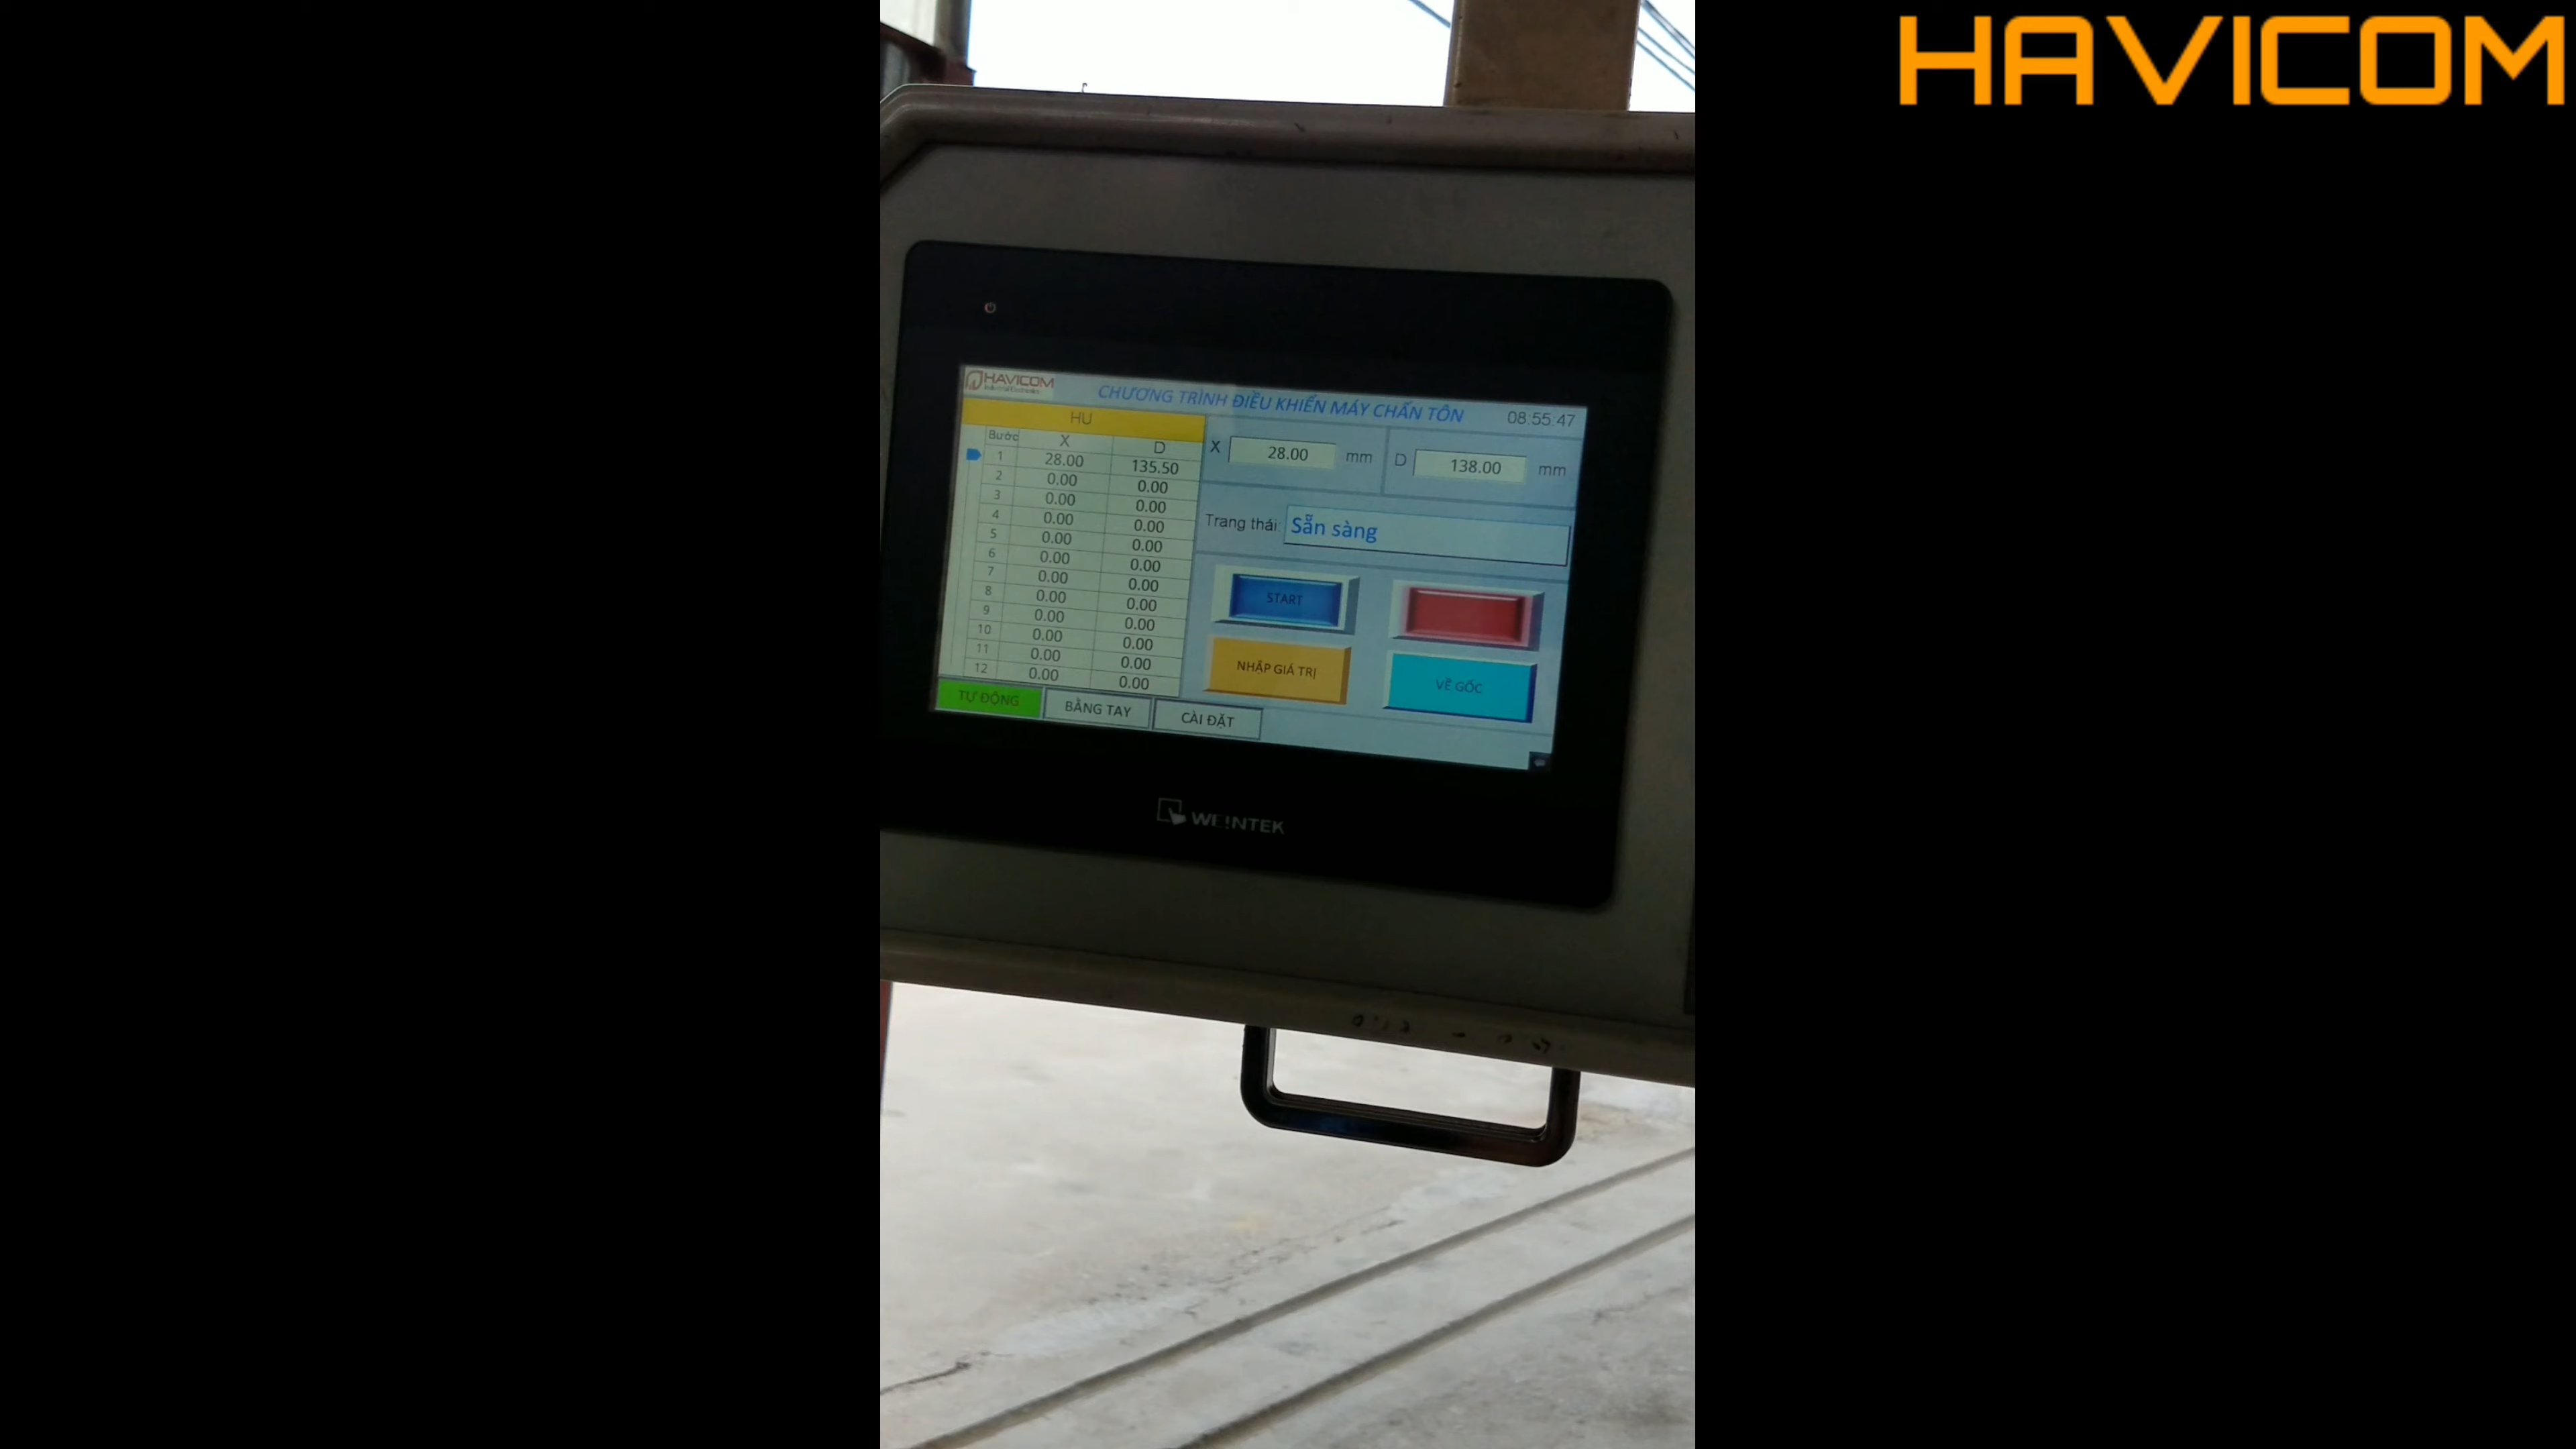 HAVICOM
HAVICOM
CHƯƠNG TRÌNH ĐIỀU KHIỂN MÁY CHẤN TÔN
08:55:47
HU
Bước X D
1 28.00 135.50
2 0.00 0.00
3 0.00 0.00
4 0.00 0.00
5 0.00 0.00
6 0.00 0.00
7 0.00 0.00
8 0.00 0.00
9 0.00 0.00
10 0.00 0.00
11 0.00 0.00
12 0.00 0.00
X 28.00 mm D 138.00 mm
Trạng thái: Sẵn sàng
START
NHẬP GIÁ TRỊ VỀ GỐC
TỰ ĐỘNG BẰNG TAY CÀI ĐẶT
WEINTEK